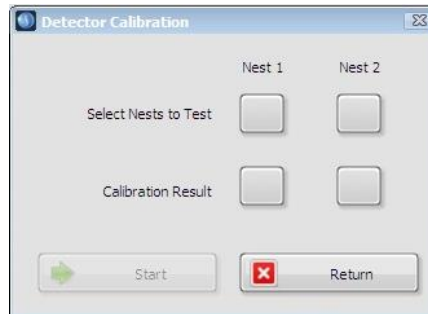 Detector Calibration
Nest 1 Nest 2
Select Nests to Test
Calibration Result
Start Return